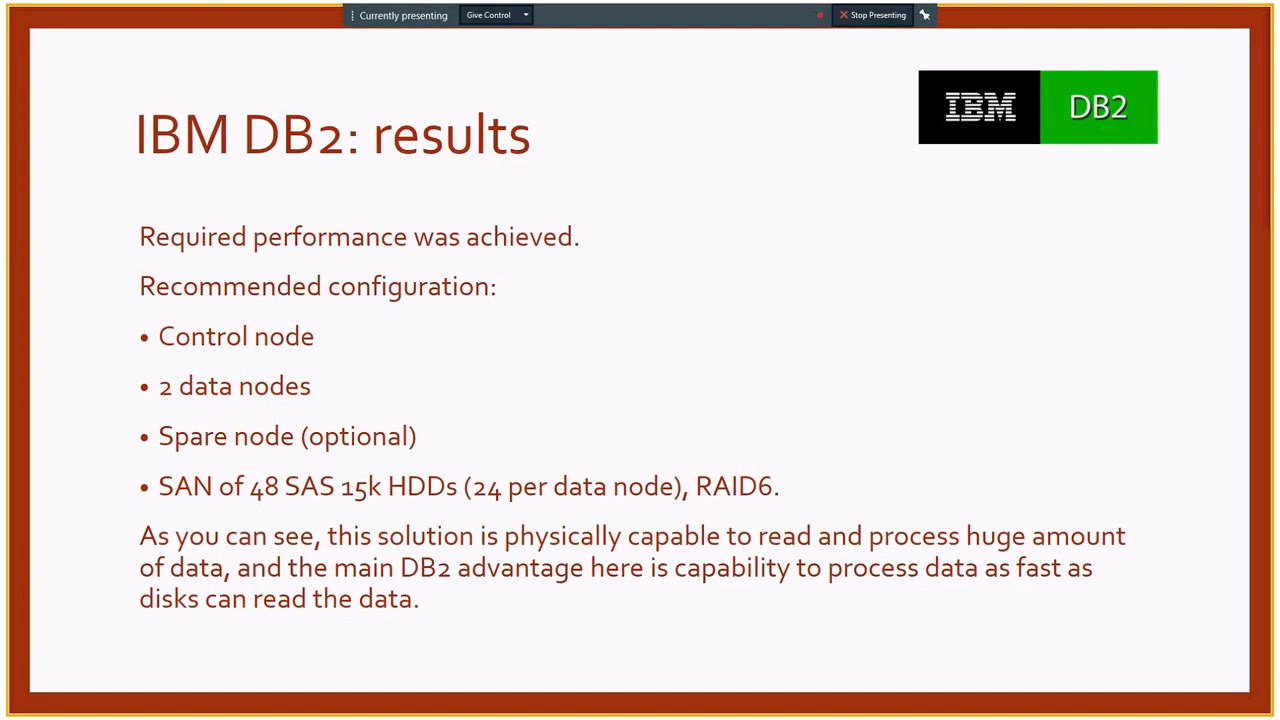 Currently presenting Give Control Stop Presenting
IBM DB2
IBM DB2: results
Required performance was achieved.
Recommended configuration:
• Control node
• 2 data nodes
• Spare node (optional)
• SAN of 48 SAS 15k HDDs (24 per data node), RAID6.
As you can see, this solution is physically capable to read and process huge amount
of data, and the main DB2 advantage here is capability to process data as fast as
disks can read the data.